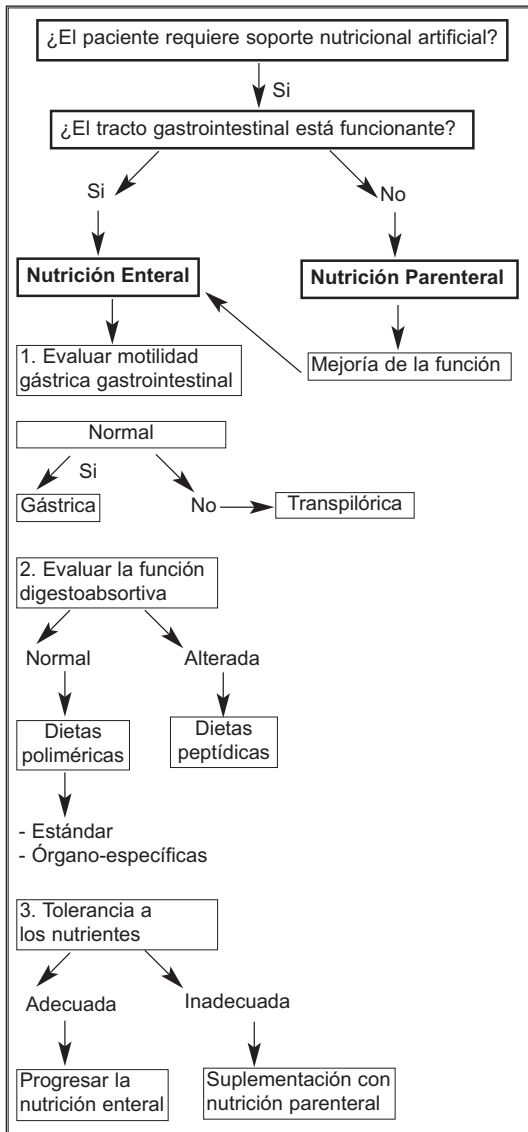 ¿El paciente requiere soporte nutricional artificial?
Si
¿El tracto gastrointestinal está funcionante?
Si
No
Nutrición Enteral
Nutrición Parenteral
1. Evaluar motilidad
gástrica gastrointestinal
Mejoría de la función
Normal
Si
Gástrica
No
Transpilórica
2. Evaluar la función
digestoabsortiva
Normal
Alterada
Dietas
poliméricas
Dietas
peptídicas
- Estándar
- Órgano-específicas
3. Tolerancia a
los nutrientes
Adecuada
Inadecuada
Progresar la
nutrición enteral
Suplementación con
nutrición parenteral